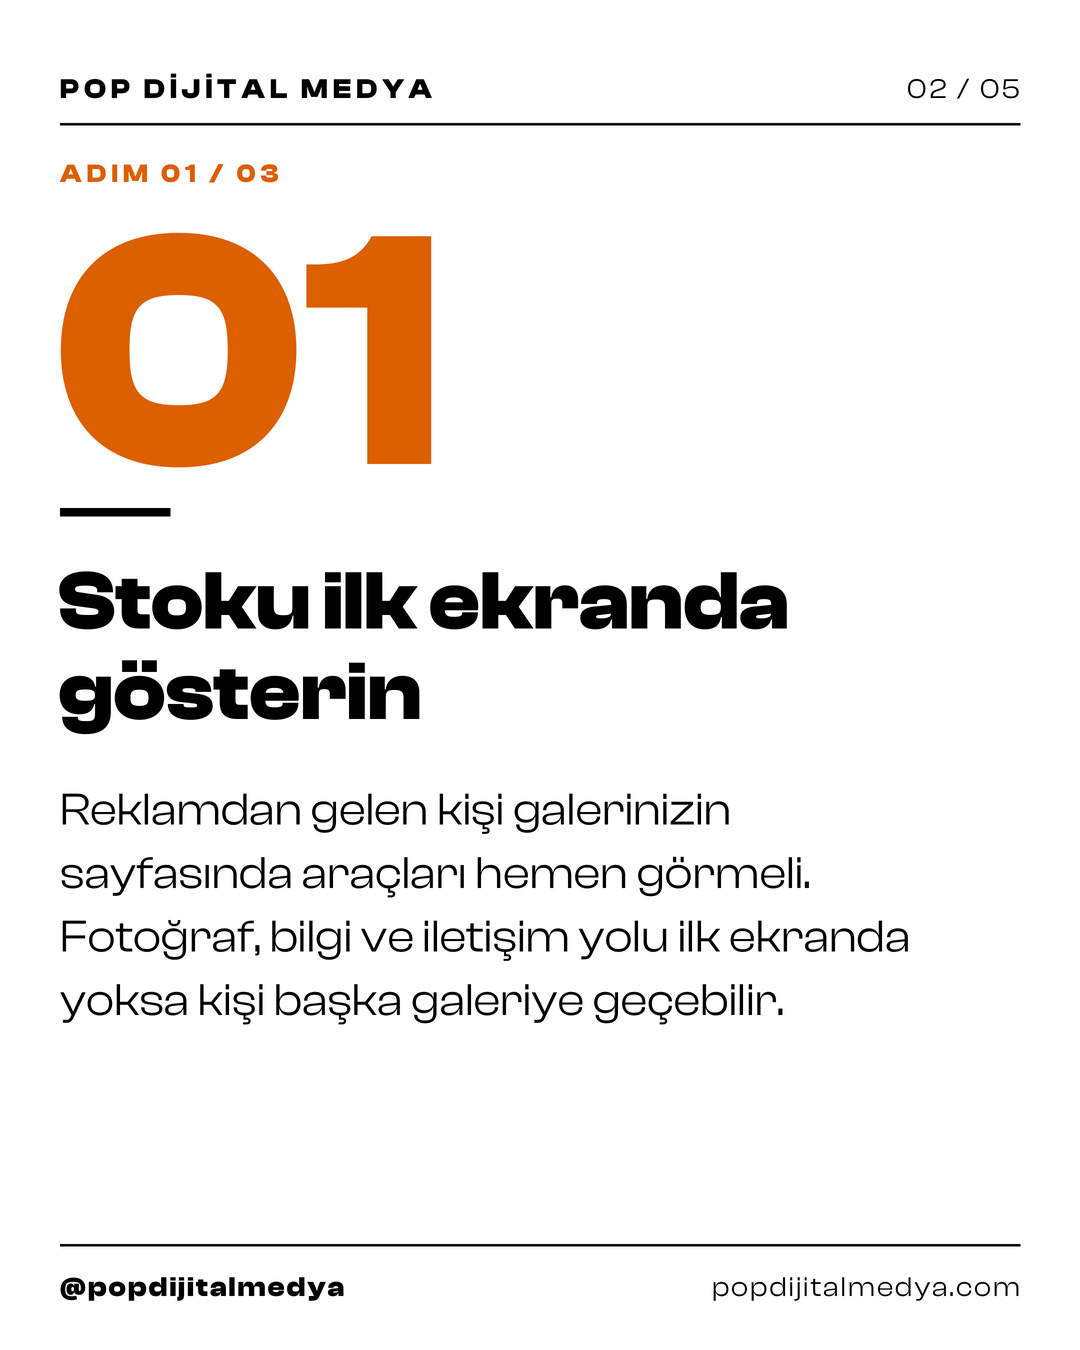 POP DİJİTAL MEDYA
02 / 05
ADIM 01 / 03
01
Stoku ilk ekranda
gösterin
Reklamdan gelen kişi galerinizin
sayfasında araçları hemen görmeli.
Fotoğraf, bilgi ve iletişim yolu ilk ekranda
yoksa kişi başka galeriye geçebilir.
@popdijitalmedya
popdijitalmedya.com